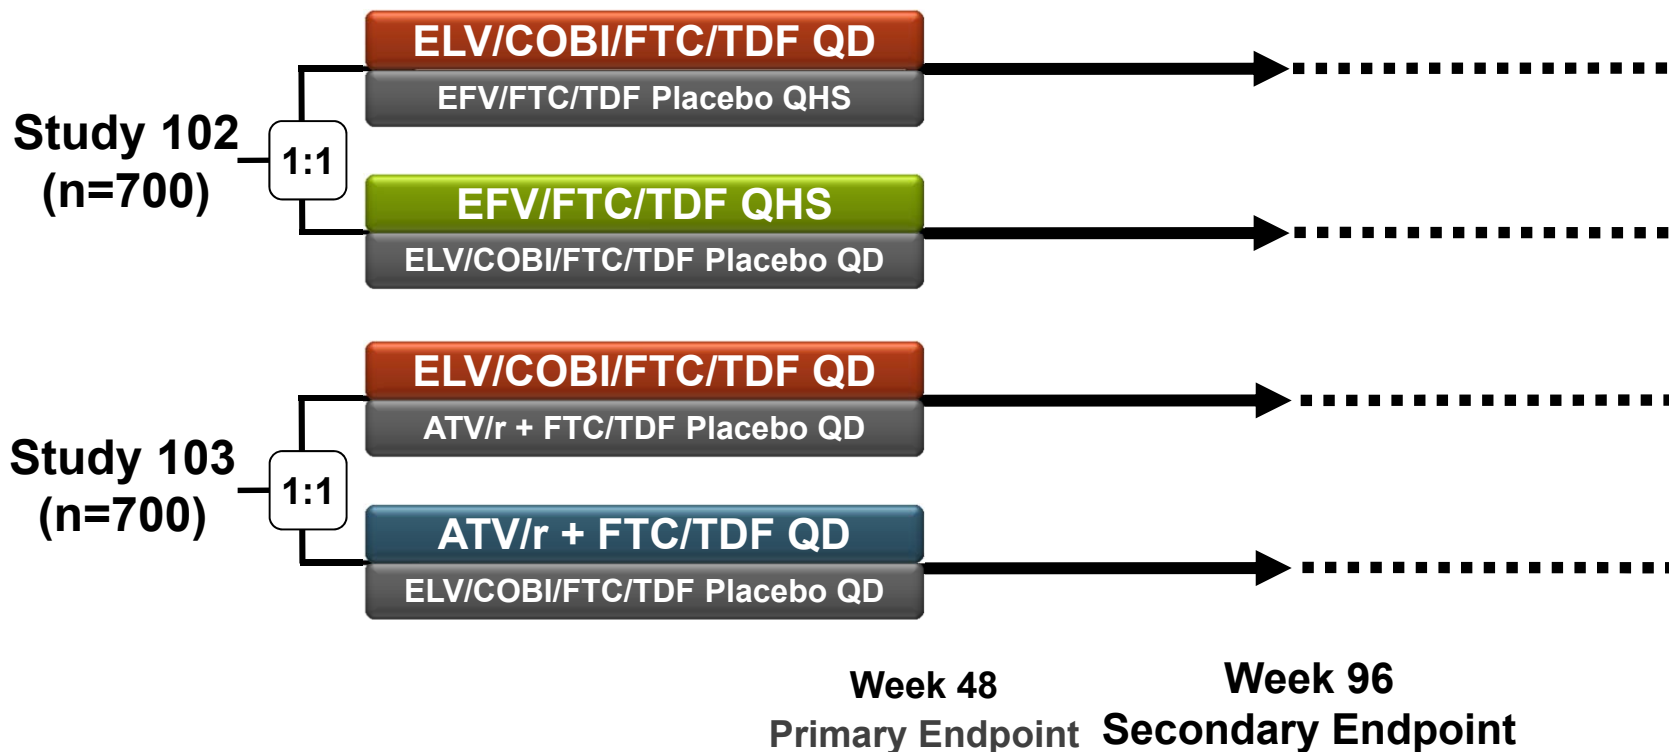 ELV/COBI/FTC/TDF QD
EFV/FTC/TDF Placebo QHS
Study 102
(n=700)
1:1
EFV/FTC/TDF QHS
ELV/COBI/FTC/TDF Placebo QD
ELV/COBI/FTC/TDF QD
ATV/r + FTC/TDF Placebo QD
Study 103
(n=700)
1:1
ATV/r + FTC/TDF QD
ELV/COBI/FTC/TDF Placebo QD
Week 48
Primary Endpoint
Week 96
Secondary Endpoint